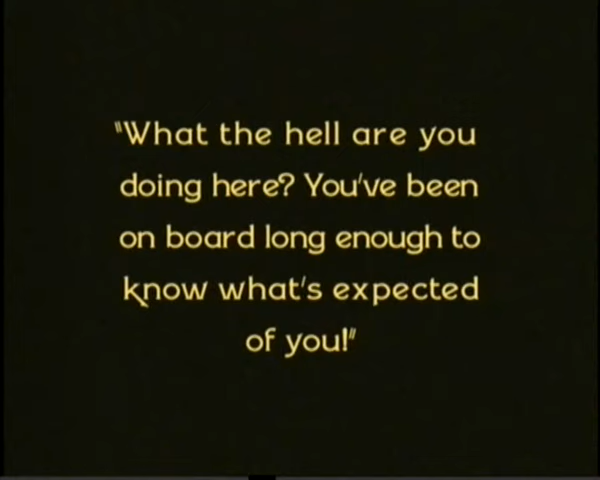 "What the hell are you
doing here? You've been
on board long enough to
know what's expected
of you!"